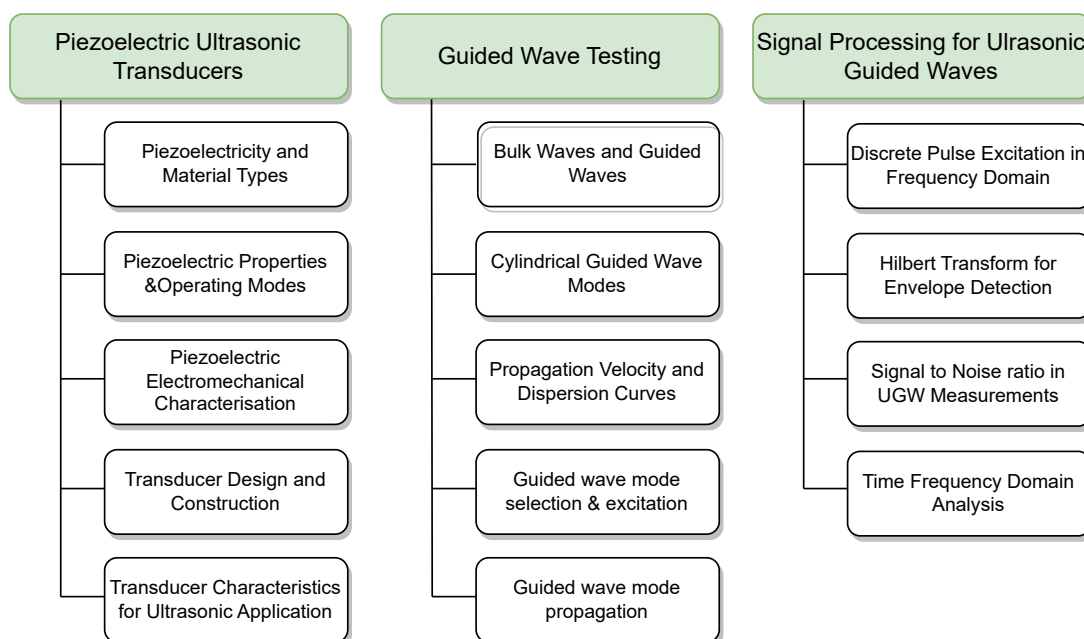 Piezoelectric Ultrasonic
Transducers
Piezoelectricity and
Material Types
Piezoelectric Properties
&Operating Modes
Piezoelectric
Electromechanical
Characterisation
Transducer Design and
Construction
Transducer Characteristics
for Ultrasonic Application
Guided Wave Testing
Bulk Waves and Guided
Waves
Cylindrical Guided Wave
Modes
Propagation Velocity and
Dispersion Curves
Guided wave mode
selection & excitation
Guided wave mode
propagation
Signal Processing for Ulrasonic
Guided Waves
Discrete Pulse Excitation in
Frequency Domain
Hilbert Transform for
Envelope Detection
Signal to Noise ratio in
UGW Measurements
Time Frequency Domain
Analysis